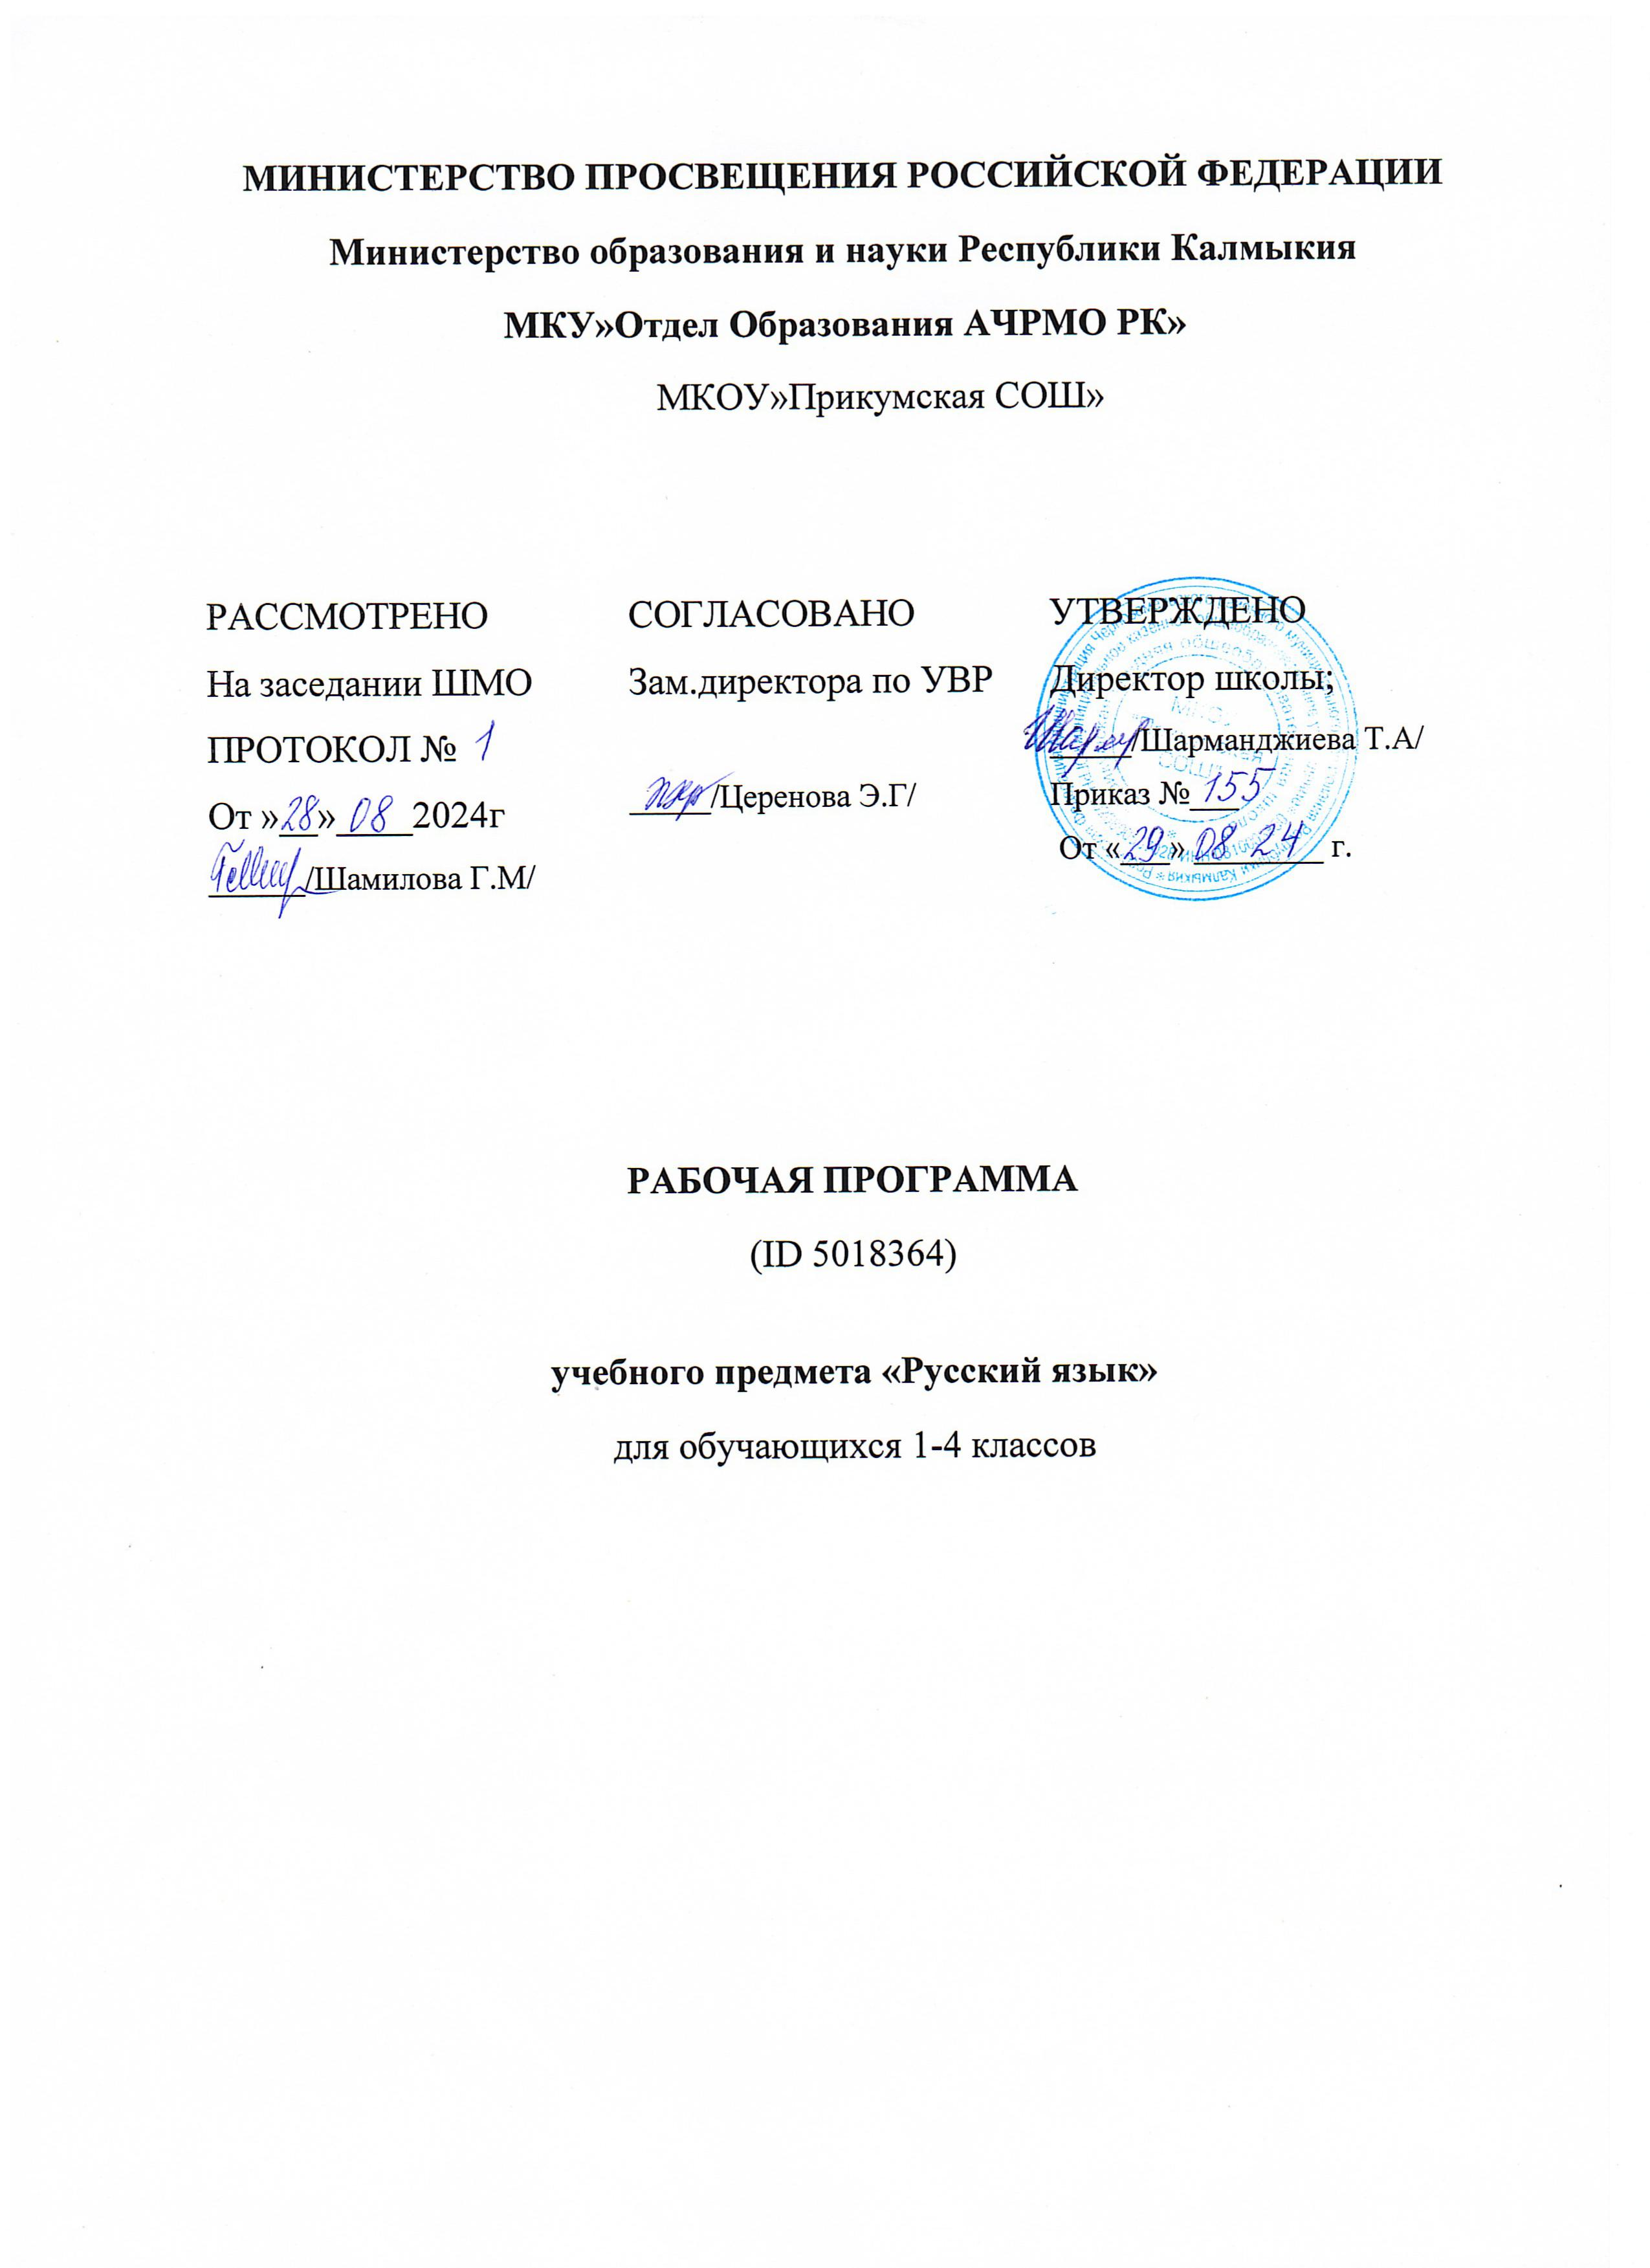 МИНИСТЕРСТВО ПРОСВЕЩЕНИЯ РОССИЙСКОЙ ФЕДЕРАЦИИ
Министерство образования и науки Республики Калмыкия
МКУ»Отдел Образования АЧРМО РК»
МКОУ»Прикумская СОШ»
РАССМОТРЕНО
На заседании ШМО
ПРОТОКОЛ № 1
От »28»08 2024г
/Шамилова Г.М/
СОГЛАСОВАНО
Зам.директора по УВР
/Церенова Э.Г/
УТВЕРЖДЕНО
Директор школы;
/Шарманджиева Т.А/
Приказ № 155
От «29» 08 24 г.
РАБОЧАЯ ПРОГРАММА
(ID 5018364)
учебного предмета «Русский язык»
для обучающихся 1-4 классов